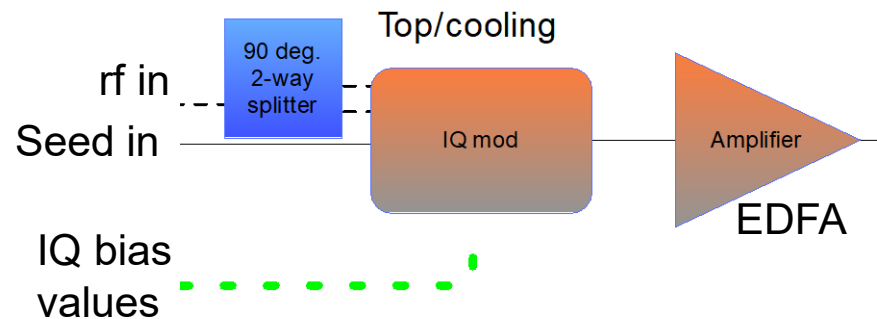 Top/cooling
90 deg.
2-way
splitter
rf in
Seed in
IQ mod
Amplifier
EDFA
IQ bias
values